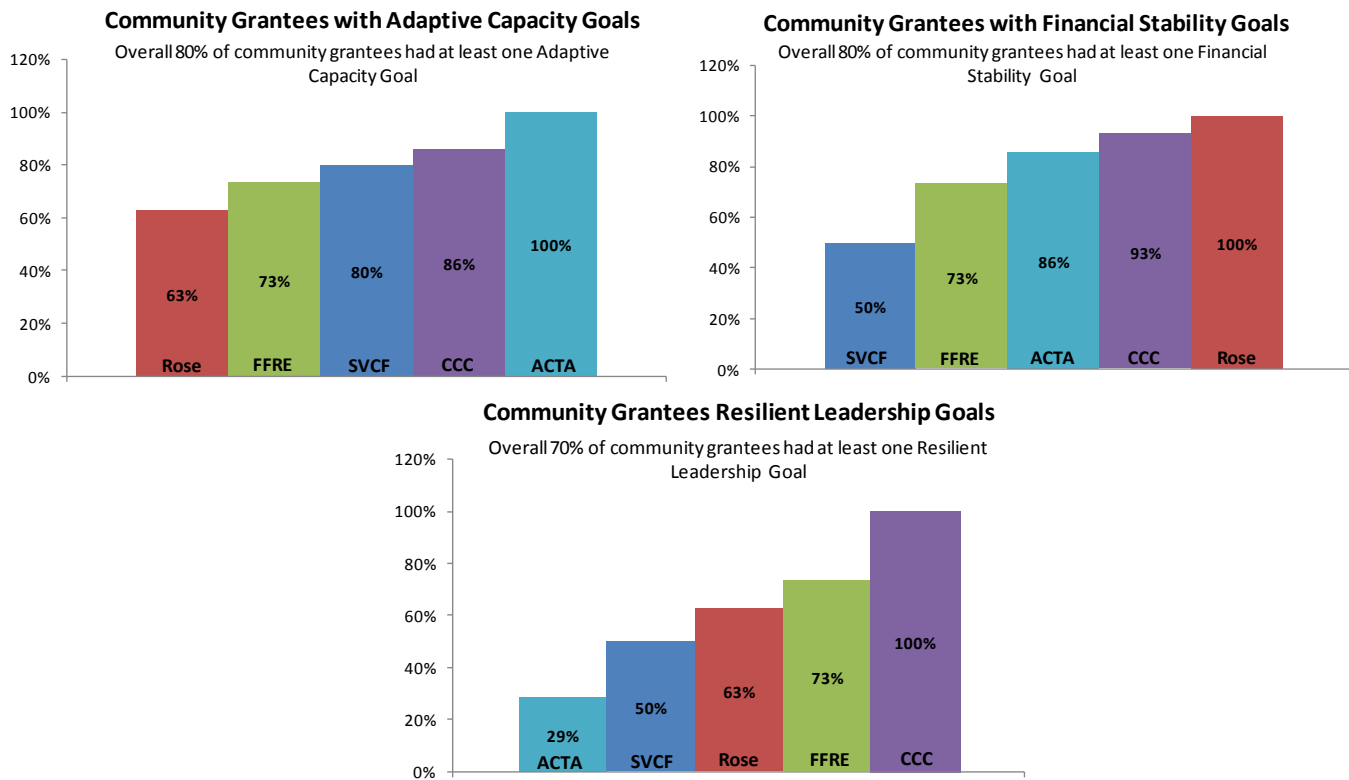 Community Grantees with Adaptive Capacity Goals
Overall 80% of community grantees had at least one Adaptive
Capacity Goal
120%
100%
80%
60%
40%
20%
0%
63%
73%
80%
86%
100%
Rose
FFRE
SVCF
CCC
ACTA
Community Grantees with Financial Stability Goals
Overall 80% of community grantees had at least one Financial
Stability Goal
120%
100%
80%
60%
40%
20%
0%
50%
73%
86%
93%
100%
SVCF
FFRE
ACTA
CCC
Rose
Community Grantees Resilient Leadership Goals
Overall 70% of community grantees had at least one Resilient
Leadership Goal
120%
100%
80%
60%
40%
20%
0%
29%
50%
63%
73%
100%
ACTA
SVCF
Rose
FFRE
CCC